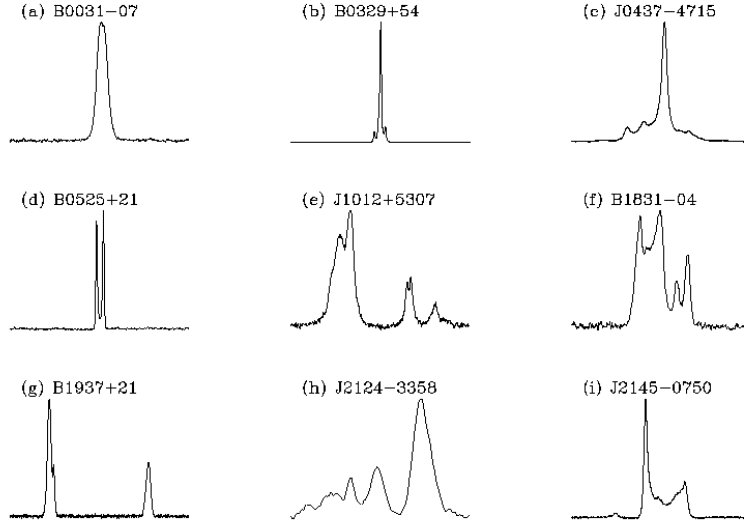 (a) B0031−07
(b) B0329+54
(c) J0437−4715
(d) B0525+21
(e) J1012+5307
(f) B1831−04
(g) B1937+21
(h) J2124−3358
(i) J2145−0750